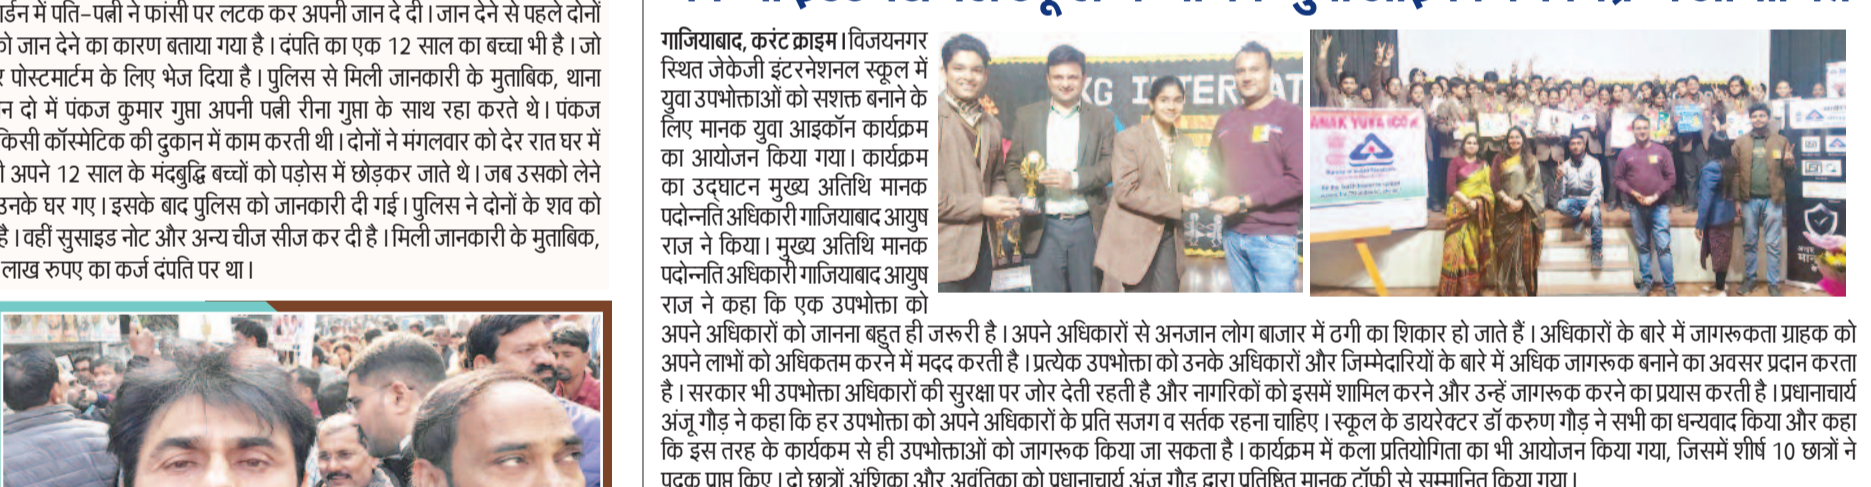 र्डन में पति-पत्नी ने फांसी पर लटक कर अपनी जान दे दी। जान देने से पहले दोनों
को जान देने का कारण बताया गया है। दंपति का एक 12 साल का बच्चा भी है। जो
पोस्टमार्टम के लिए भेज दिया है। पुलिस से मिली जानकारी के मुताबिक, थाना
न दो में पंकज कुमार गुप्ता अपनी पत्नी रीना गुप्ता के साथ रहा करते थे। पंकज
किसी कॉस्मेटिक की दुकान में काम करती थी। दोनों ने मंगलवार को देर रात घर में
अपने 12 साल के मंदबुद्धि बच्चों को पड़ोस में छोड़कर जाते थे। जब उसको लेने
उनके घर गए। इसके बाद पुलिस को जानकारी दी गई। पुलिस ने दोनों के शव को
है। वहीं सुसाइड नोट और अन्य चीज सीज कर दी है। मिली जानकारी के मुताबिक,
लाख रुपए का कर्ज दंपति पर था।
गाजियाबाद, करंट क्राइम। विजयनगर
स्थित जेकेजी इंटरनेशनल स्कूल में
युवा उपभोक्ताओं को सशक्त बनाने के
लिए मानक युवा आइकॉन कार्यक्रम
का आयोजन किया गया। कार्यक्रम
का उद्घाटन मुख्य अतिथि मानक
पदोन्नति अधिकारी गाजियाबाद आयुष
राज ने किया। मुख्य अतिथि मानक
पदोन्नति अधिकारी गाजियाबाद आयुष
राज ने कहा कि एक उपभोक्ता को
अपने अधिकारों को जानना बहुत ही जरूरी है। अपने अधिकारों से अनजान लोग बाजार में ठगी का शिकार हो जाते हैं। अधिकारों के बारे में जागरूकता ग्राहक को
अपने लाभों को अधिकतम करने में मदद करती है। प्रत्येक उपभोक्ता को उनके अधिकारों और जिम्मेदारियों के बारे में अधिक जागरूक बनाने का अवसर प्रदान करता
है। सरकार भी उपभोक्ता अधिकारों की सुरक्षा पर जोर देती रहती है और नागरिकों को इसमें शामिल करने और उन्हें जागरूक करने का प्रयास करती है। प्रधानाचार्य
अंजू गौड़ ने कहा कि हर उपभोक्ता को अपने अधिकारों के प्रति सजग व सर्तक रहना चाहिए। स्कूल के डायरेक्टर डॉ करुण गौड़ ने सभी का धन्यवाद किया और कहा
कि इस तरह के कार्यकम से ही उपभोक्ताओं को जागरूक किया जा सकता है। कार्यक्रम में कला प्रतियोगिता का भी आयोजन किया गया, जिसमें शीर्ष 10 छात्रों ने
पदक प्राप्त किए। दो छात्रों अंशिका और अवंतिका को प्रधानाचार्य अंजू गौड़ द्वारा प्रतिष्ठित मानक ट्रॉफी से सम्मानित किया गया।
KG INTERNAT
MANAK YUVA ICON